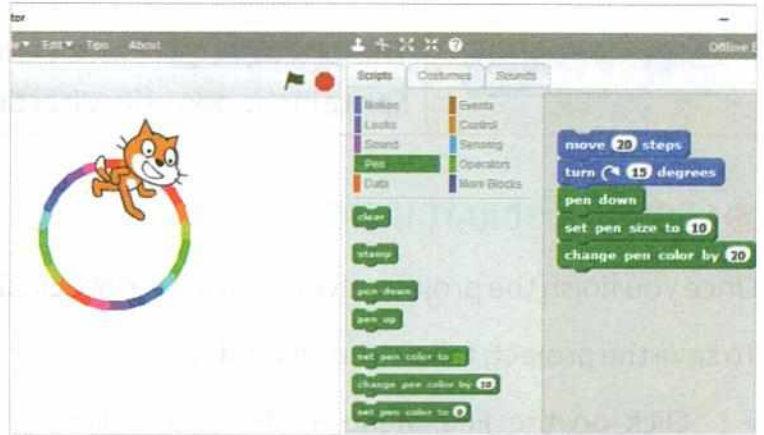 tor
Edit Tips About
Offline E
Scripts Costumes Sounds
Motion Events
Looks Control
Sound Sensing
Pen Operators
Data More Blocks
clear
stamp
pen down
pen up
set pen color to
change pen color by 10
set pen color to 0
move 20 steps
turn 15 degrees
pen down
set pen size to 10
change pen color by 20